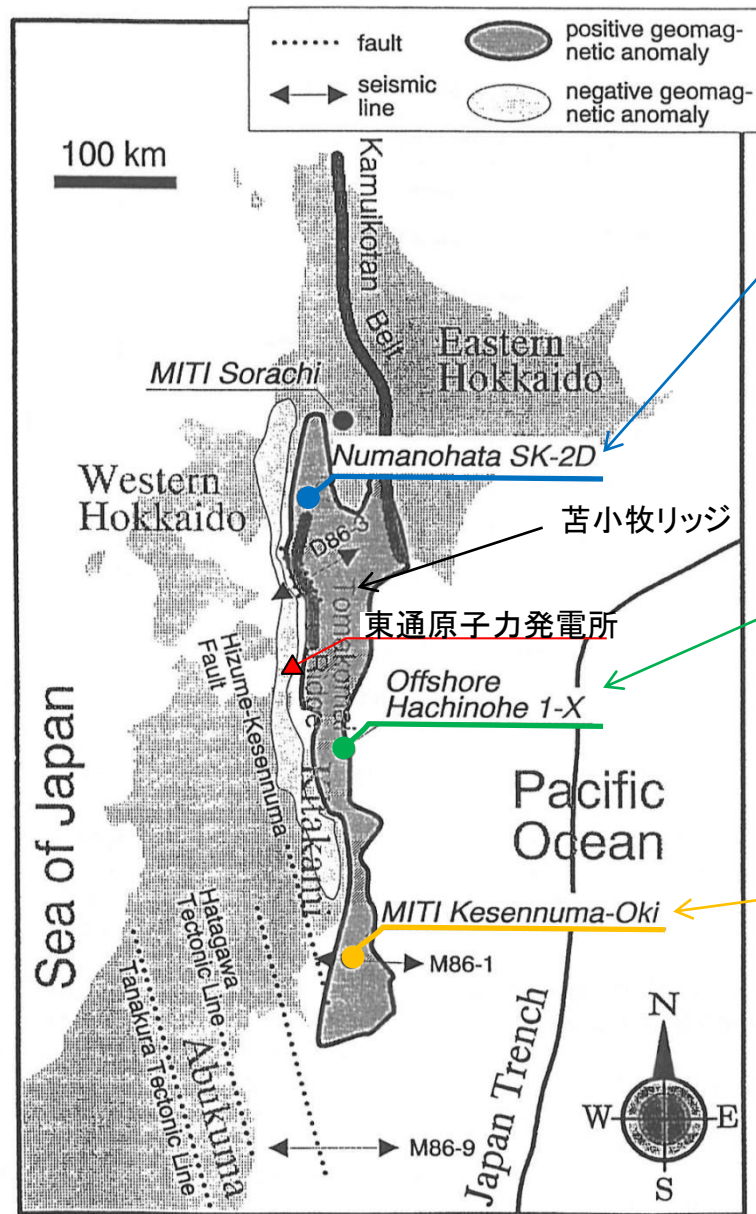 fault
positive geomag-
netic anomaly
seismic
line
negative geomag-
netic anomaly
100 km
Kamuikotan
Belt
Eastern
Hokkaido
MITI Sorachi
Numanohata SK-2D
Western
Hokkaido
D86-3
苫小牧リッジ
Tomakomai
Ridge
東通原子力発電所
Hizume-Kesennuma
Fault
Offshore
Hachinohe 1-X
Sea of Japan
Kitakami
Pacific
Ocean
Hatagawa
Tectonic Line
MITI Kesennuma-Oki
M86-1
Tanakura Tectonic Line
Abukuma
Japan Trench
N
W
E
S
M86-9